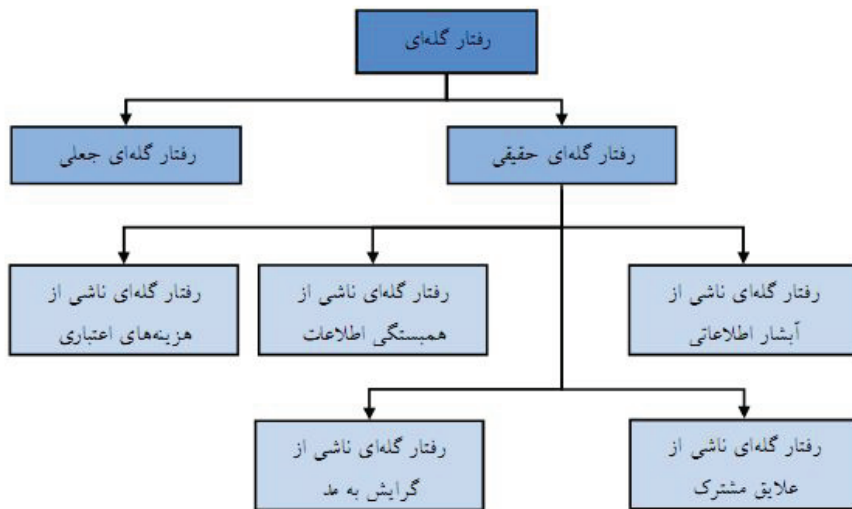 رفتار گله‌ای
رفتار گله‌ای حقیقی
رفتار گله‌ای جعلی
رفتار گله‌ای ناشی از
آبشار اطلاعاتی
رفتار گله‌ای ناشی از
همبستگی اطلاعات
رفتار گله‌ای ناشی از
هزینه‌های اعتباری
رفتار گله‌ای ناشی از
علایق مشترک
رفتار گله‌ای ناشی از
گرایش به مد